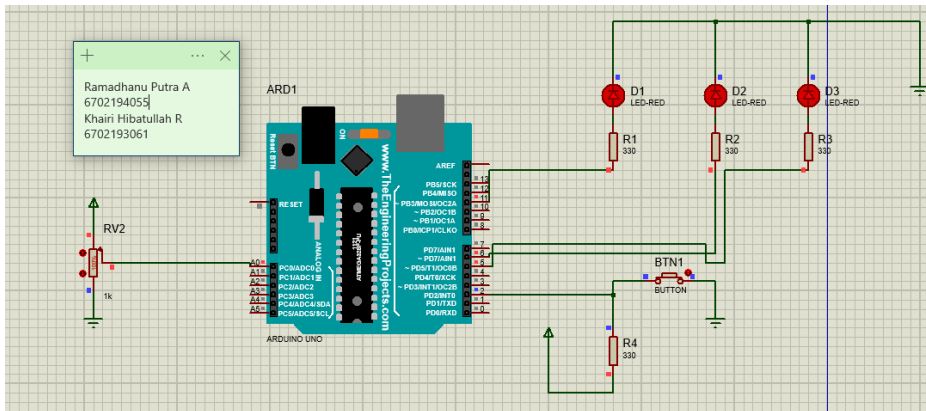 Ramadhanu Putra A
6702194055
Khairi Hibatullah R
6702193061
ARD1
Reset BTN
ON
www.TheEngineeringProjects.com
RESET
ANALOG IN
A0
A1
A2
A3
A4
A5
PC0/ADC0
PC1/ADC1
PC2/ADC2
PC3/ADC3
PC4/ADC4/SDA
PC5/ADC5/SCL
AREF
PB5/SCK
PB4/MISO
~ PB3/MOSI/OC2A
~ PB2/OC1B
~ PB1/OC1A
PB0/ICP1/CLKO
PD7/AIN1
~ PD7/AIN1
~ PD5/T1/OC0B
PD4/T0/XCK
~ PD3/INT1/OC2B
PD2/INT0
PD1/TXD
PD0/RXD
13
12
11
10
9
8
7
6
5
4
3
2
1
0
ARDUINO UNO
RV2
1k
D1
LED-RED
D2
LED-RED
D3
LED-RED
R1
330
R2
330
R3
330
BTN1
BUTTON
R4
330